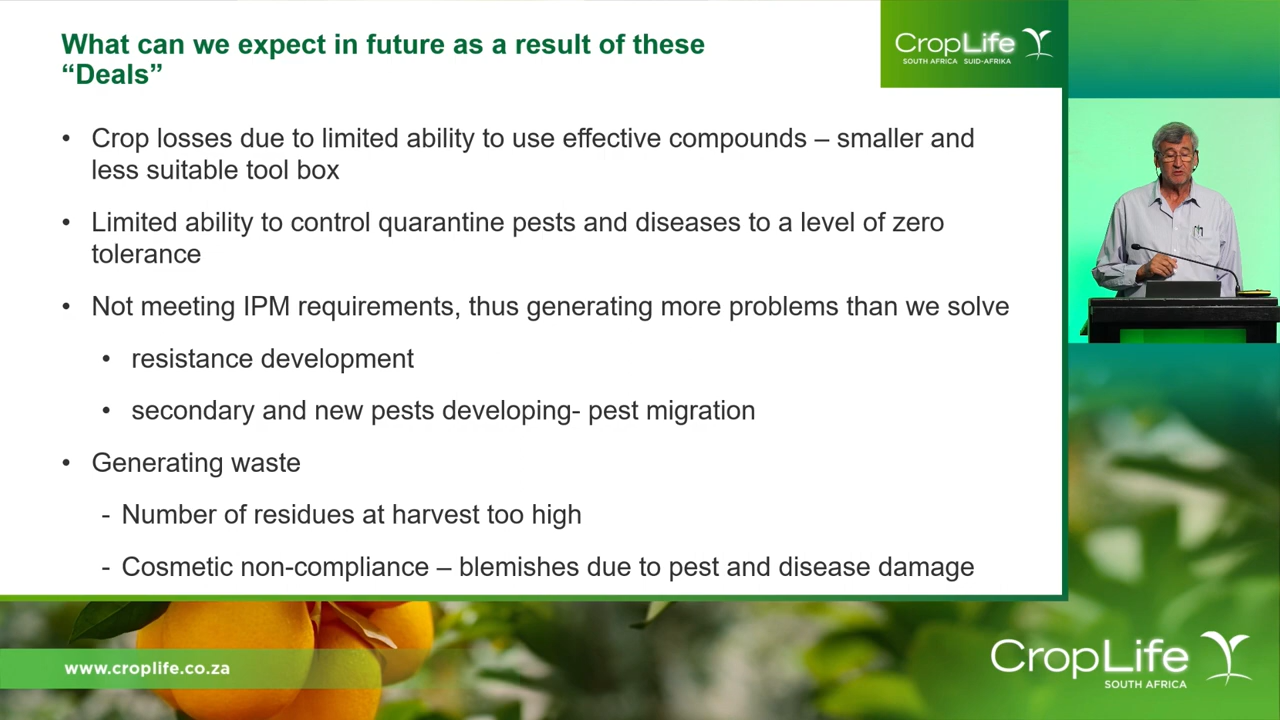 What can we expect in future as a result of these
“Deals”
CropLife
SOUTH AFRICA SUID-AFRIKA
• Crop losses due to limited ability to use effective compounds – smaller and
less suitable tool box
• Limited ability to control quarantine pests and diseases to a level of zero
tolerance
• Not meeting IPM requirements, thus generating more problems than we solve
• resistance development
• secondary and new pests developing- pest migration
• Generating waste
- Number of residues at harvest too high
- Cosmetic non-compliance – blemishes due to pest and disease damage
www.croplife.co.za
CropLife
SOUTH AFRICA